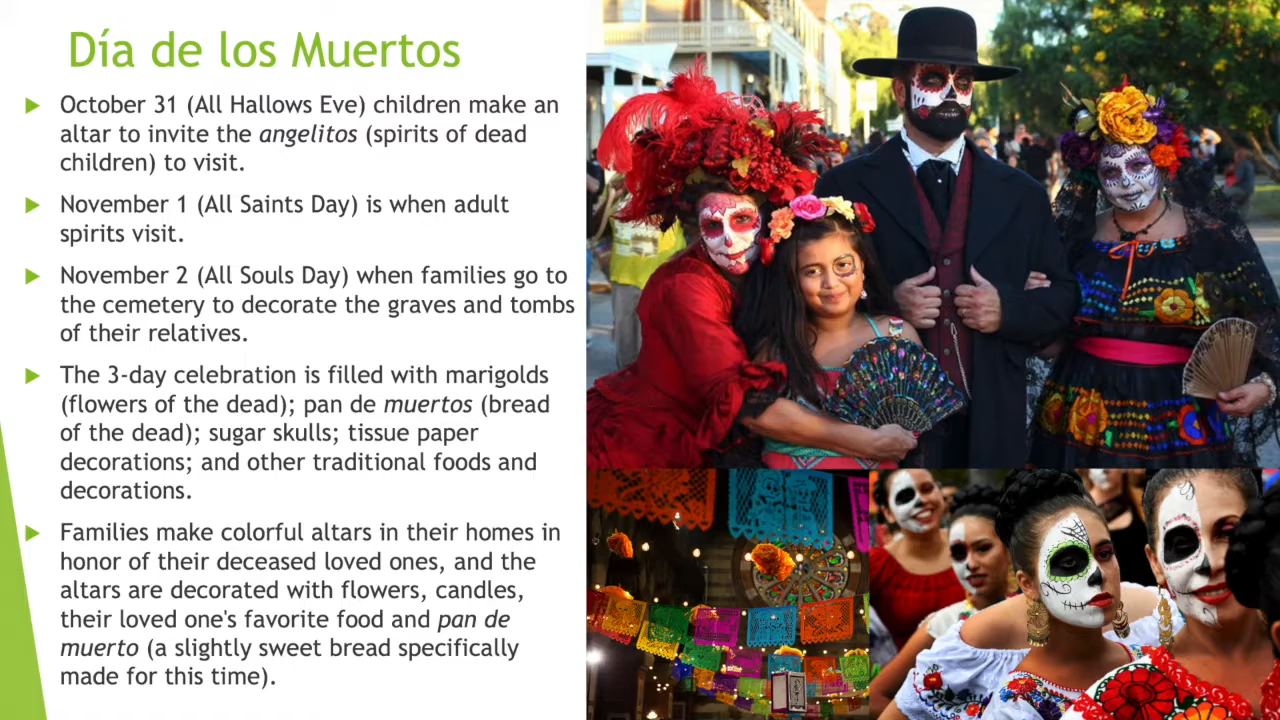 Día de los Muertos
October 31 (All Hallows Eve) children make an
altar to invite the angelitos (spirits of dead
children) to visit.
November 1 (All Saints Day) is when adult
spirits visit.
November 2 (All Souls Day) when families go to
the cemetery to decorate the graves and tombs
of their relatives.
The 3-day celebration is filled with marigolds
(flowers of the dead); pan de muertos (bread
of the dead); sugar skulls; tissue paper
decorations; and other traditional foods and
decorations.
Families make colorful altars in their homes in
honor of their deceased loved ones, and the
altars are decorated with flowers, candles,
their loved one's favorite food and pan de
muerto (a slightly sweet bread specifically
made for this time).